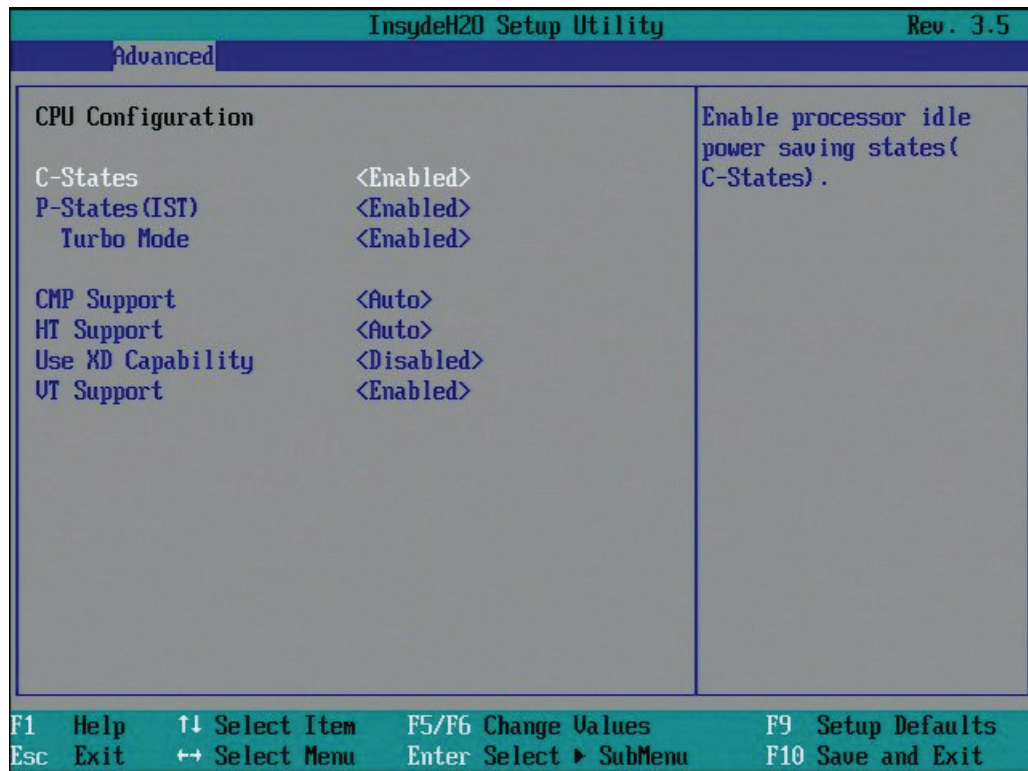 InsydeH20 Setup Utility Rev. 3.5
Advanced
CPU Configuration
C-States <Enabled>
P-States(IST) <Enabled>
Turbo Mode <Enabled>
CMP Support <Auto>
HT Support <Auto>
Use XD Capability <Disabled>
VT Support <Enabled>
Enable processor idle
power saving states(
C-States).
F1 Help ↑↓ Select Item F5/F6 Change Values F9 Setup Defaults
Esc Exit ↔ Select Menu Enter Select ▶ SubMenu F10 Save and Exit